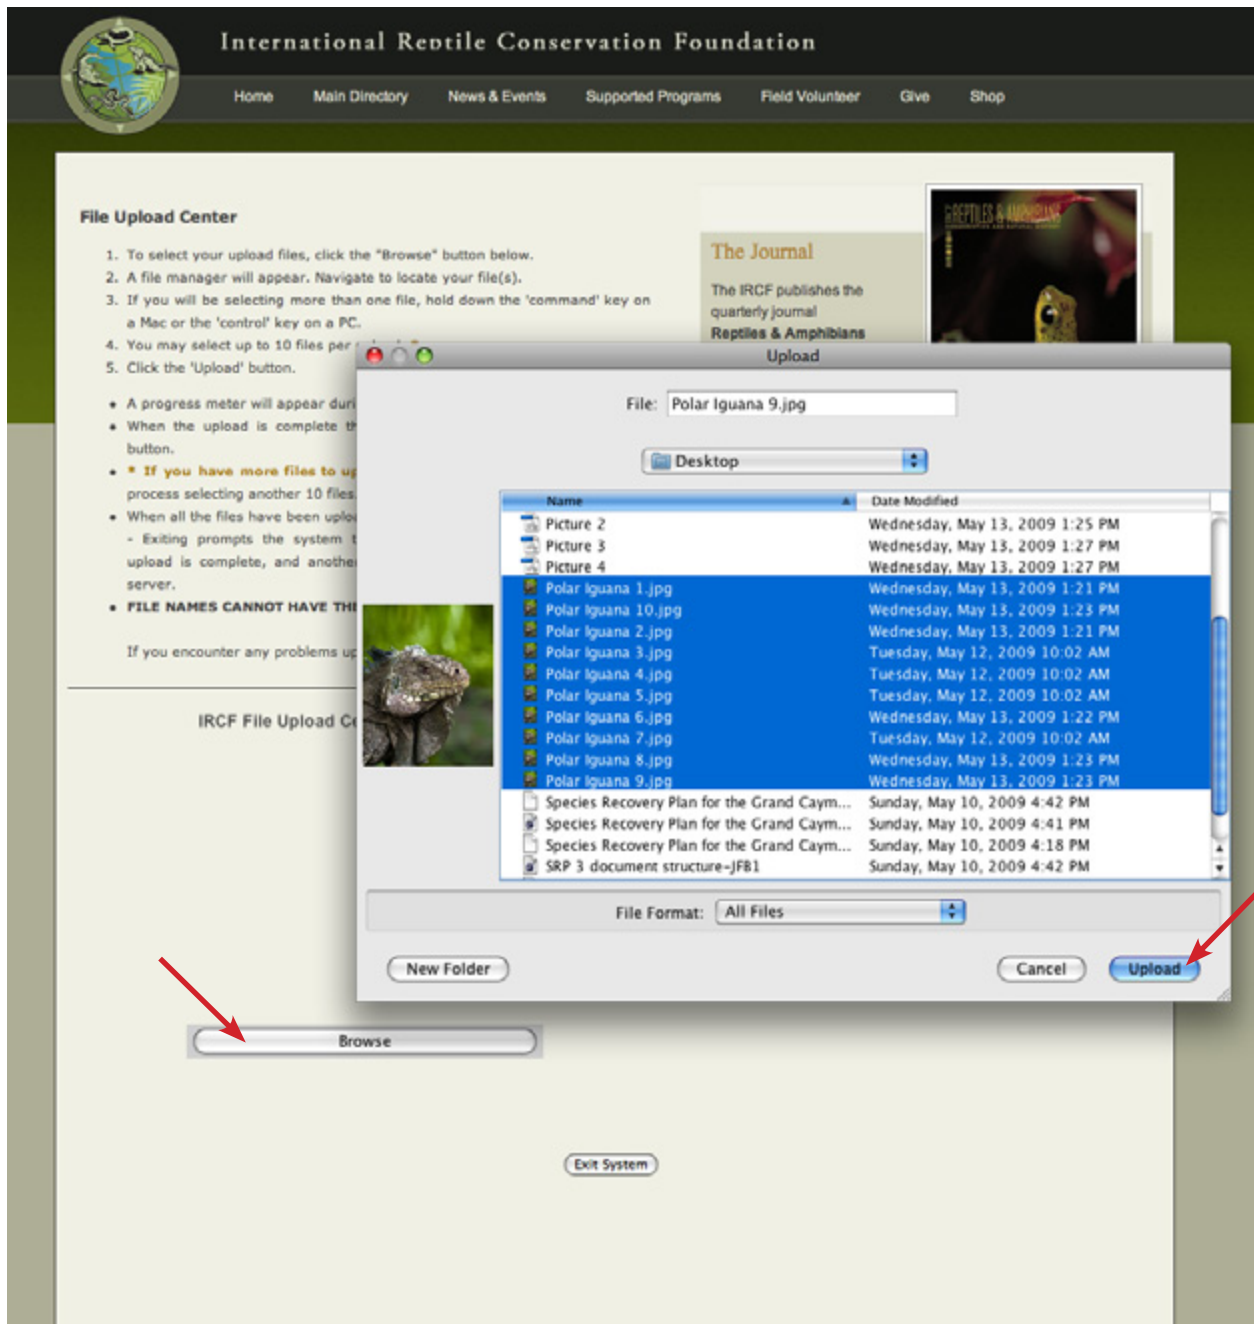 International Reptile Conservation Foundation
Home Main Directory News & Events Supported Programs Field Volunteer Give Shop
File Upload Center
1. To select your upload files, click the "Browse" button below.
2. A file manager will appear. Navigate to locate your file(s).
3. If you will be selecting more than one file, hold down the 'command' key on
a Mac or the 'control' key on a PC.
4. You may select up to 10 files per
5. Click the 'Upload' button.
• A progress meter will appear duri
• When the upload is complete th
button.
• * If you have more files to up
process selecting another 10 files
• When all the files have been uploa
- Exiting prompts the system t
upload is complete, and another
server.
• FILE NAMES CANNOT HAVE THE
If you encounter any problems up
IRCF File Upload Ce
The Journal
The IRCF publishes the
quarterly journal
Reptiles & Amphibians
REPTILES & AMPHIBIANS
Upload
File: Polar Iguana 9.jpg
Desktop
Name Date Modified
Picture 2 Wednesday, May 13, 2009 1:25 PM
Picture 3 Wednesday, May 13, 2009 1:27 PM
Picture 4 Wednesday, May 13, 2009 1:27 PM
Polar Iguana 1.jpg Wednesday, May 13, 2009 1:21 PM
Polar Iguana 10.jpg Wednesday, May 13, 2009 1:23 PM
Polar Iguana 2.jpg Wednesday, May 13, 2009 1:21 PM
Polar Iguana 3.jpg Tuesday, May 12, 2009 10:02 AM
Polar Iguana 4.jpg Tuesday, May 12, 2009 10:02 AM
Polar Iguana 5.jpg Tuesday, May 12, 2009 10:02 AM
Polar Iguana 6.jpg Wednesday, May 13, 2009 1:22 PM
Polar Iguana 7.jpg Tuesday, May 12, 2009 10:02 AM
Polar Iguana 8.jpg Wednesday, May 13, 2009 1:23 PM
Polar Iguana 9.jpg Wednesday, May 13, 2009 1:23 PM
Species Recovery Plan for the Grand Caym... Sunday, May 10, 2009 4:42 PM
Species Recovery Plan for the Grand Caym... Sunday, May 10, 2009 4:41 PM
Species Recovery Plan for the Grand Caym... Sunday, May 10, 2009 4:18 PM
SRP 3 document structure-JFB1 Sunday, May 10, 2009 4:42 PM
File Format: All Files
New Folder Cancel Upload
Browse
Exit System